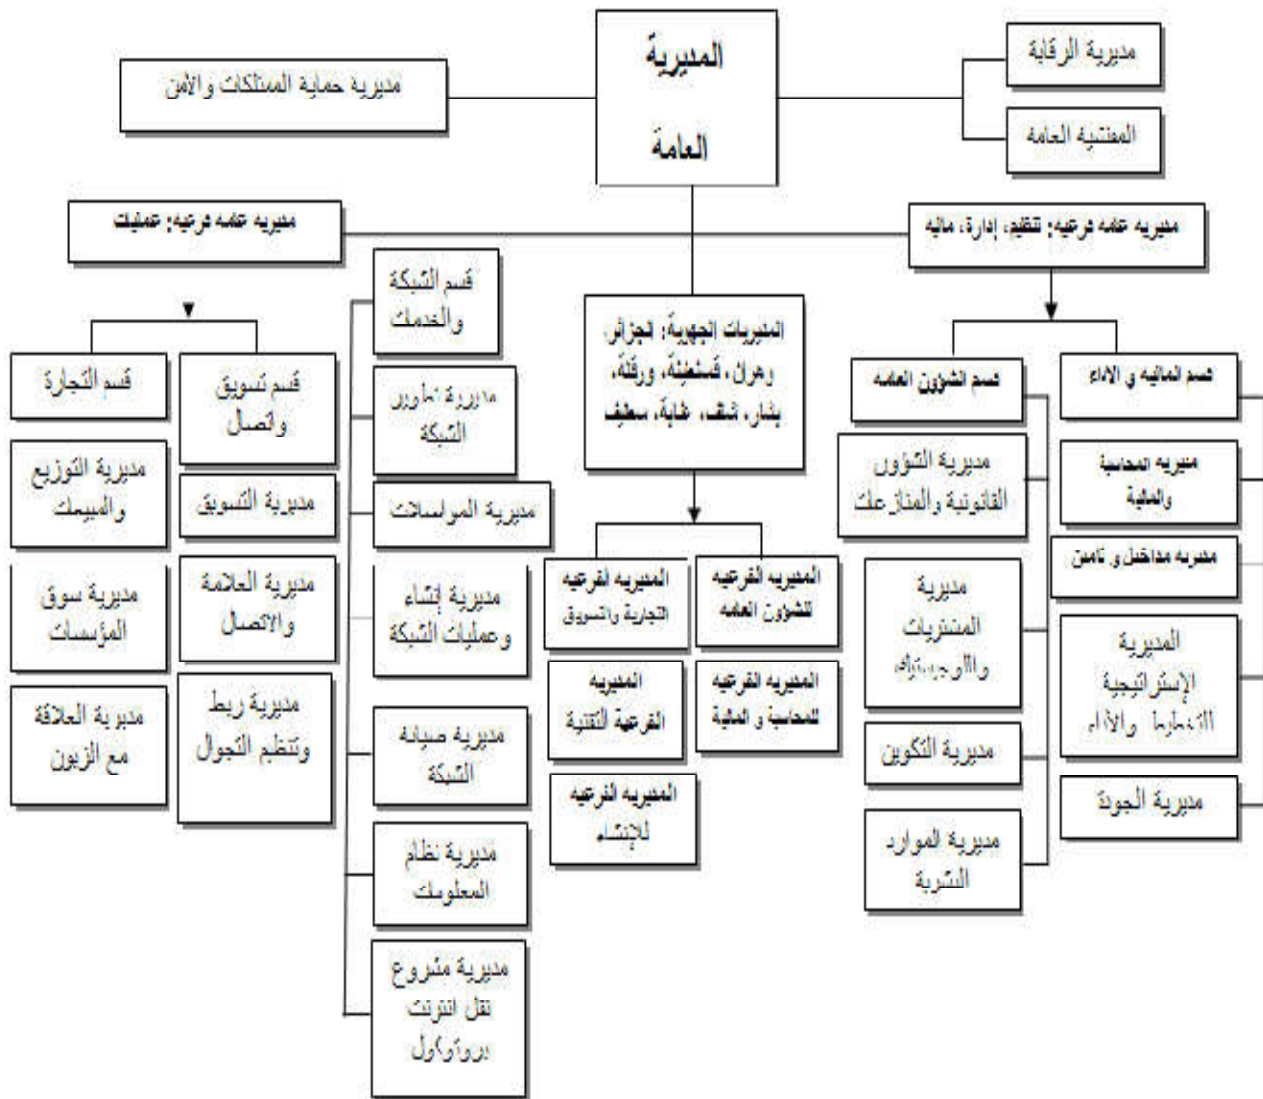 المديرية
العامة
مديرية الرقابة
المفتشية العامة
مديرية حماية الممتلكات والأمن
مديرية عامة فرعية: تنظيم، إدارة، مالية
مديرية عامة فرعية: عمليات
المديريات الجهوية: الجزائر،
وهران، قسنطينة، ورقلة،
بشار، شلف، عنابة، سطيف
قسم المالية و الاداء
مديرية المحاسبة
والمالية
مديرية مداخيل و تامين
المديرية
الإستراتيجية
التخطيط والأداء
مديرية الجودة
قسم الشؤون العامة
مديرية الشؤون
القانونية والمنازعات
مديرية
المشتريات
واللوجستيك
مديرية التكوين
مديرية الموارد
البشرية
المديرية الفرعية
للشؤون العامة
المديرية الفرعية
للمحاسبة و المالية
المديرية الفرعية
التجارية والتسويق
المديرية
الفرعية التقنية
المديرية الفرعية
للإنشاء
قسم الشبكة
والخدمات
مديرية تطوير
الشبكة
مديرية المواصلات
مديرية إنشاء
وعمليات الشبكة
مديرية صيانة
الشبكة
مديرية نظام
المعلومات
مديرية مشروع
نقل انترنت
بروتوكول
قسم تسويق
واتصال
مديرية التسويق
مديرية العلامة
والاتصال
مديرية ربط
وتنظيم التجوال
قسم التجارة
مديرية التوزيع
والمبيعات
مديرية سوق
المؤسسات
مديرية العلاقة
مع الزبون